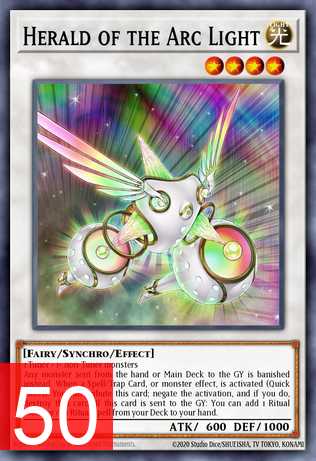 HERALD OF THE ARC LIGHT
LIGHT
光
[FAIRY/SYNCHRO/EFFECT]
1+ Non-Tuner monsters
Any monster sent from the hand or Main Deck to the GY is banished
When a Spell/Trap Card, or monster effect, is activated (Quick
this card; negate the activation, and if you do,
this card is sent to the GY: You can add 1 Ritual
Ritual Spell from your Deck to your hand.
50
ATK/ 600 DEF/1000
©2020 Studio Dice/SHUEISHA, TV TOKYO, KONAMI